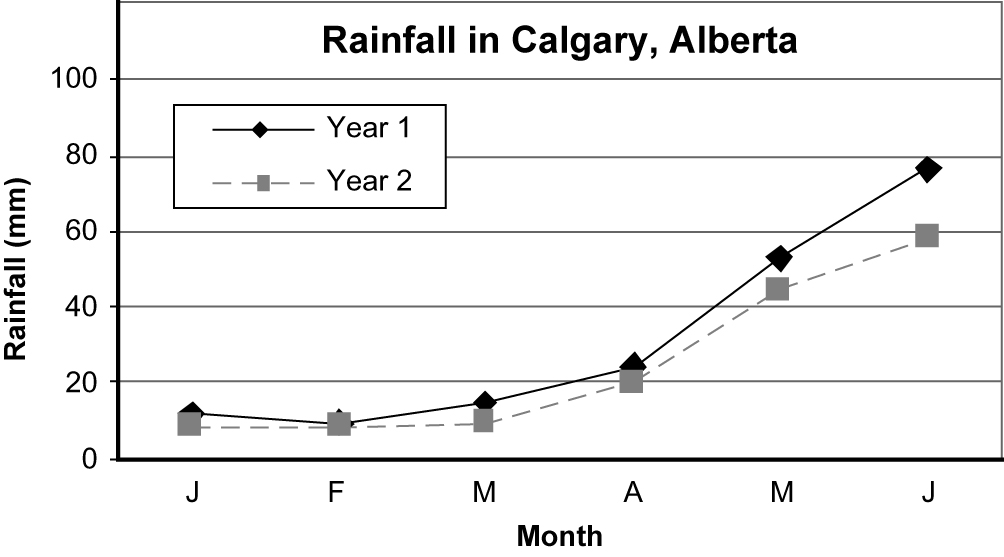 Rainfall in Calgary, Alberta
100
80
60
40
20
0
Rainfall (mm)
Year 1
Year 2
J F M A M J
Month